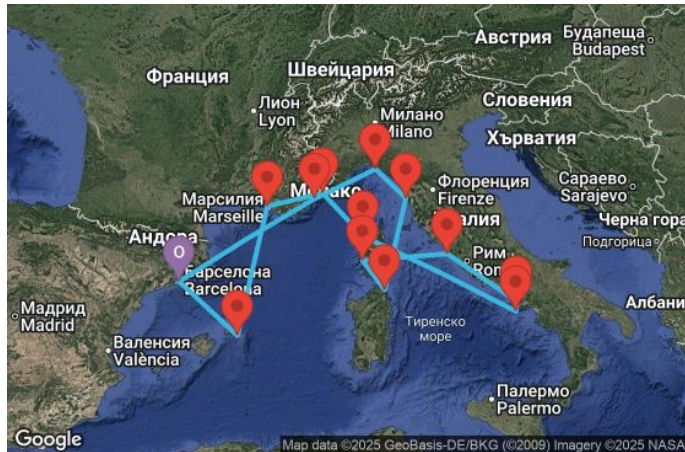 Австрия
Будапеща
Budapest
Франция
Швейцария
Лион
Lyon
Милано
Milano
Словения
Хърватия
Марсилия
Marseille
Монако
Флоренция
Firenze
Сараево
Sarajevo
Черна гора
Подгорица
Андора
О
Барселона
Barcelona
Рим
Мадрид
Madrid
Валенсия
València
Тиренско
море
Албани
Палермо
Palermo
Google
Map data ©2025 GeoBasis-DE/BKG (©2009) Imagery ©2025 NASA